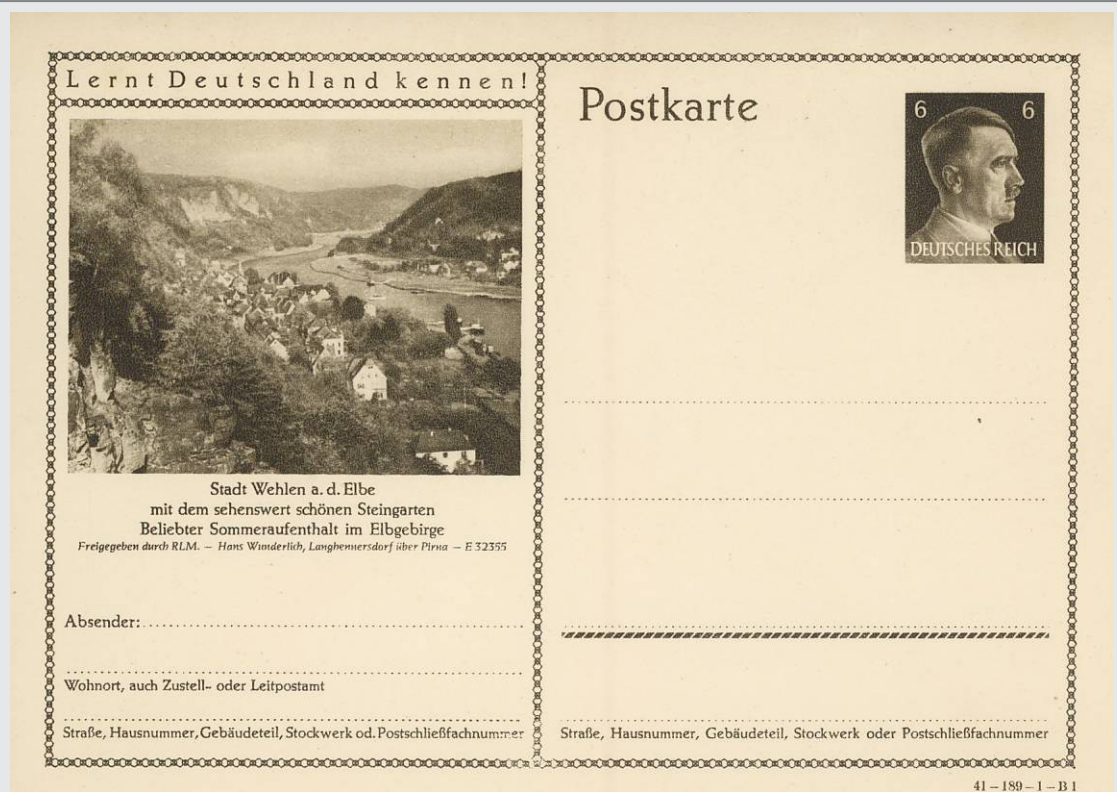 Lernt Deutschland kennen!
Postkarte
6 6
DEUTSCHES REICH
Stadt Wehlen a. d. Elbe
mit dem sehenswert schönen Steingarten
Beliebter Sommeraufenthalt im Elbgebirge
Freigegeben durch RLM. – Hans Wunderlich, Langhennersdorf über Pirna – E 32355
Absender:
Wohnort, auch Zustell- oder Leitpostamt
Straße, Hausnummer, Gebäudeteil, Stockwerk od. Postschließfachnummer
Straße, Hausnummer, Gebäudeteil, Stockwerk oder Postschließfachnummer
41 – 189 – 1 – B 1